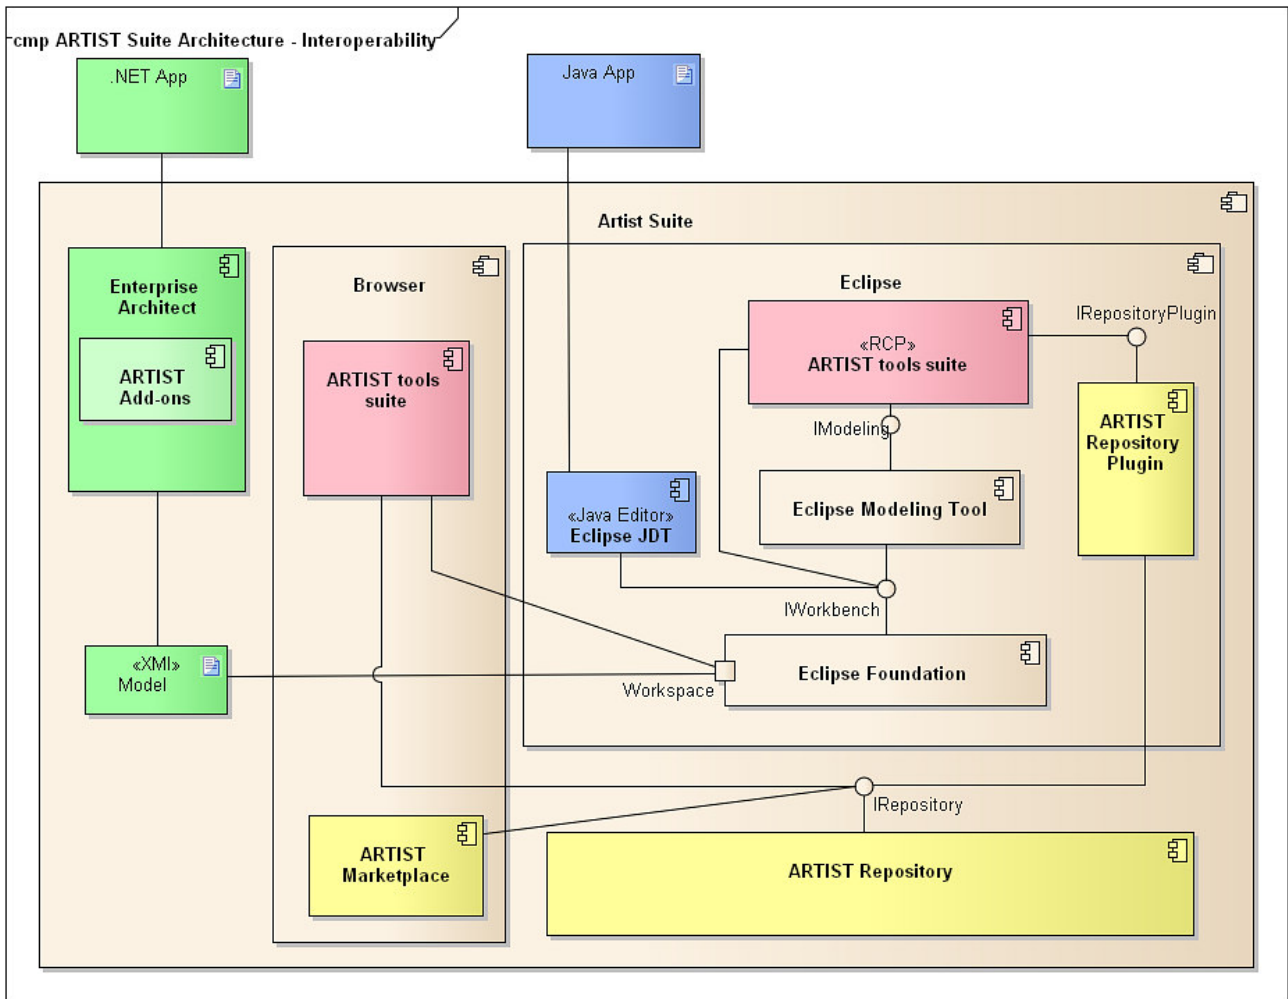 cmp ARTIST Suite Architecture - Interoperability
.NET App
Java App
Artist Suite
Enterprise
Architect
ARTIST
Add-ons
Browser
ARTIST tools
suite
Eclipse
«RCP»
ARTIST tools suite
IRepositoryPlugin
IModeling
ARTIST
Repository
Plugin
«Java Editor»
Eclipse JDT
Eclipse Modeling Tool
IWorkbench
«XMI»
Model
Workspace
Eclipse Foundation
IRepository
ARTIST
Marketplace
ARTIST Repository